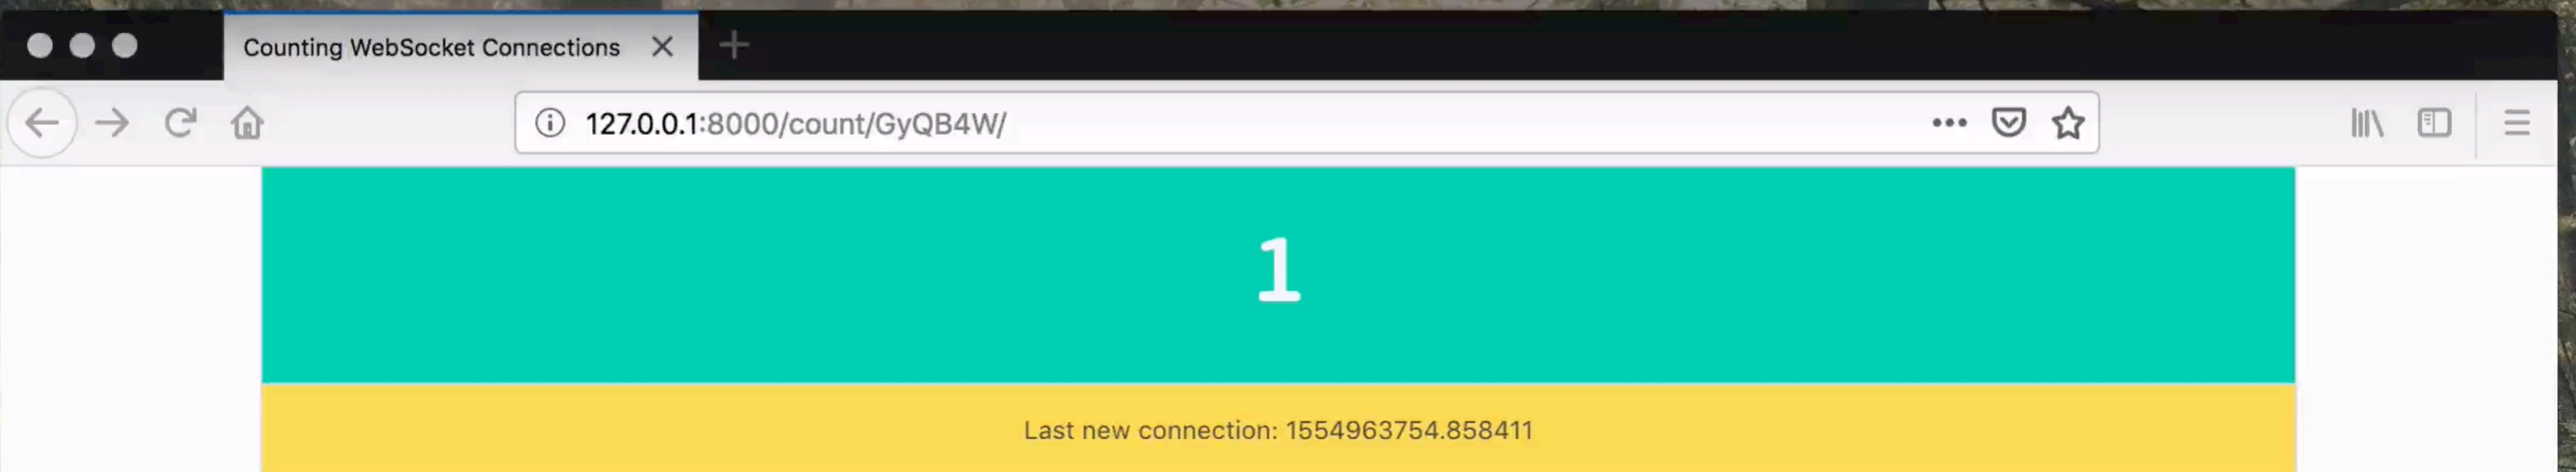 Counting WebSocket Connections
127.0.0.1:8000/count/GyQB4W/
1
Last new connection: 1554963754.858411